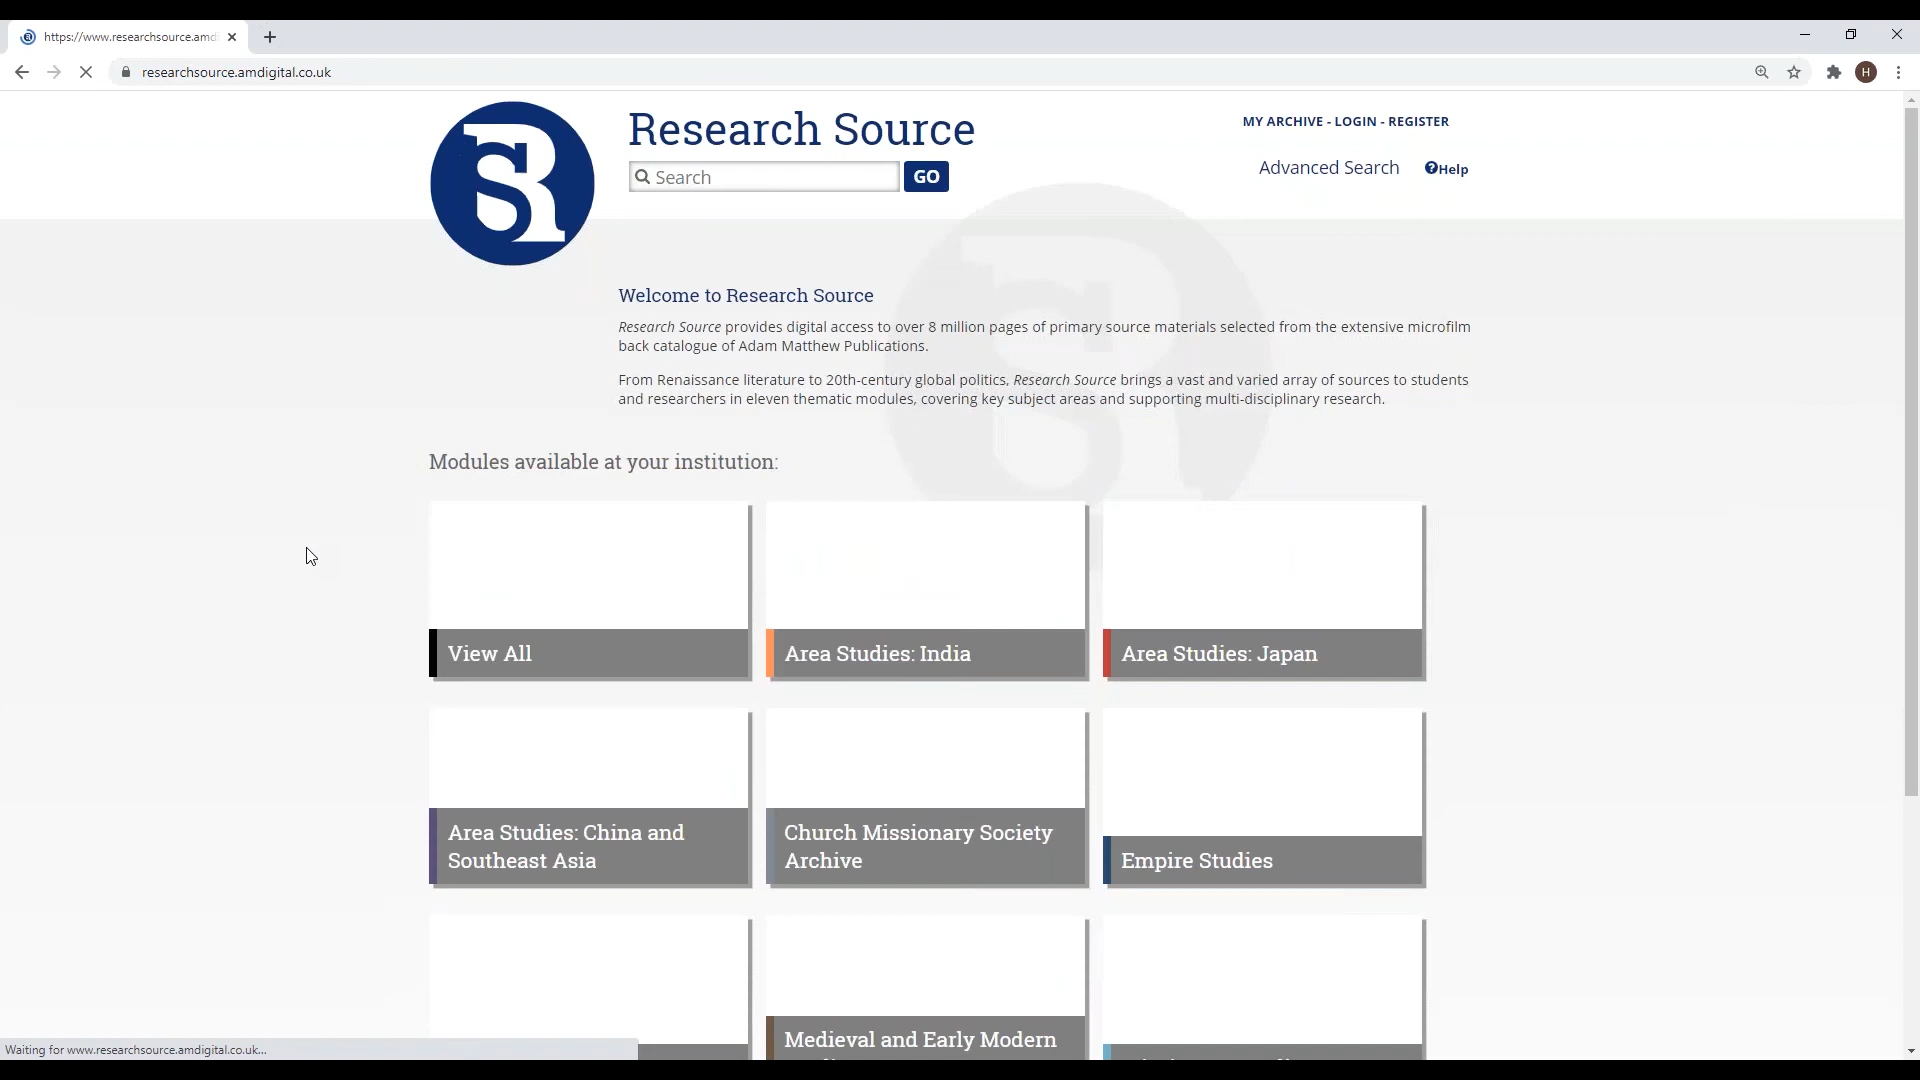 https://www.researchsource.amd
researchsource.amdigital.co.uk
H
Research Source
MY ARCHIVE - LOGIN - REGISTER
Search
GO
Advanced Search
Help
Welcome to Research Source
Research Source provides digital access to over 8 million pages of primary source materials selected from the extensive microfilm
back catalogue of Adam Matthew Publications.
From Renaissance literature to 20th-century global politics, Research Source brings a vast and varied array of sources to students
and researchers in eleven thematic modules, covering key subject areas and supporting multi-disciplinary research.
Modules available at your institution:
View All
Area Studies: India
Area Studies: Japan
Area Studies: China and
Southeast Asia
Church Missionary Society
Archive
Empire Studies
Medieval and Early Modern
Waiting for www.researchsource.amdigital.co.uk...